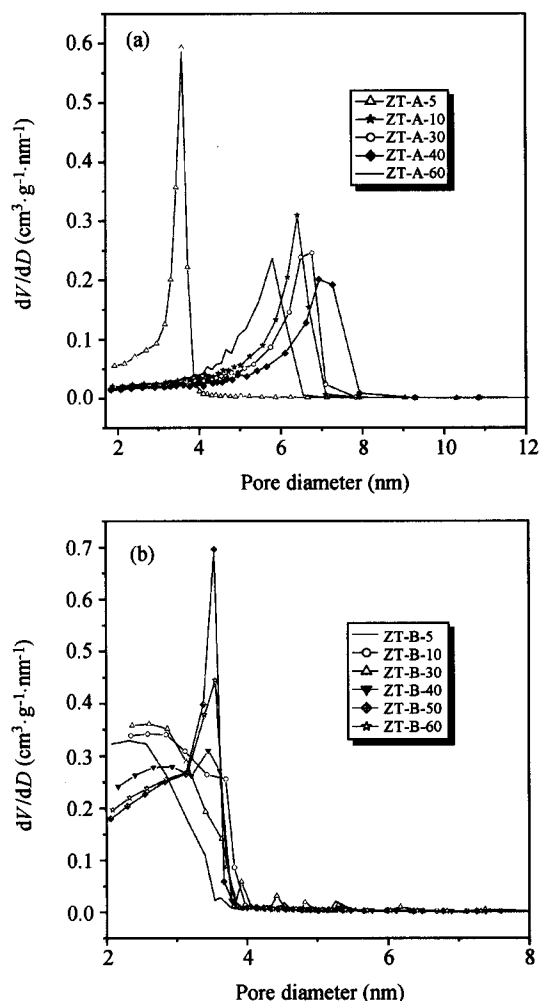 (a)
0.6
0.5
0.4
0.3
0.2
0.1
0.0
dV/dD (cm³·g⁻¹·nm⁻¹)
ZT-A-5
ZT-A-10
ZT-A-30
ZT-A-40
ZT-A-60
2 4 6 8 10 12
Pore diameter (nm)
(b)
0.7
0.6
0.5
0.4
0.3
0.2
0.1
0.0
dV/dD (cm³·g⁻¹·nm⁻¹)
ZT-B-5
ZT-B-10
ZT-B-30
ZT-B-40
ZT-B-50
ZT-B-60
2 4 6 8
Pore diameter (nm)